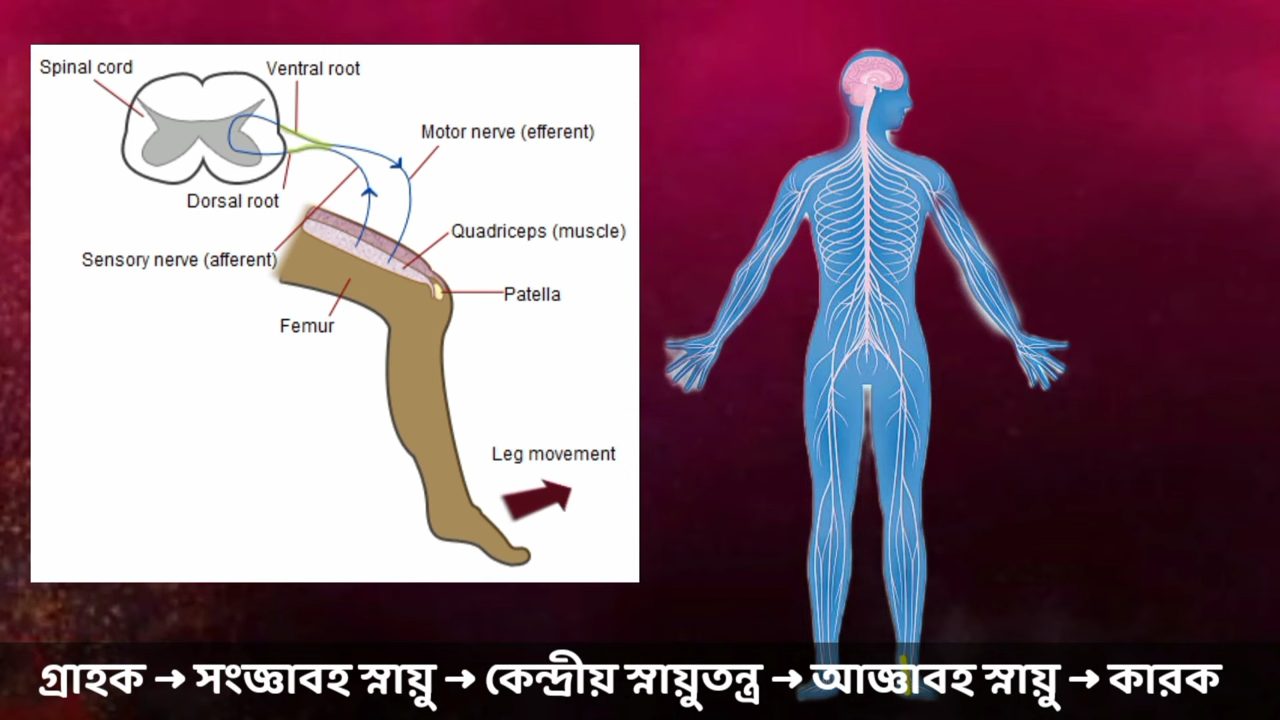 Spinal cord
Ventral root
Motor nerve (efferent)
Dorsal root
Quadriceps (muscle)
Sensory nerve (afferent)
Patella
Femur
Leg movement
গ্রাহক → সংজ্ঞাবহ স্নায়ু → কেন্দ্রীয় স্নায়ুতন্ত্র → আজ্ঞাবহ স্নায়ু → কারক